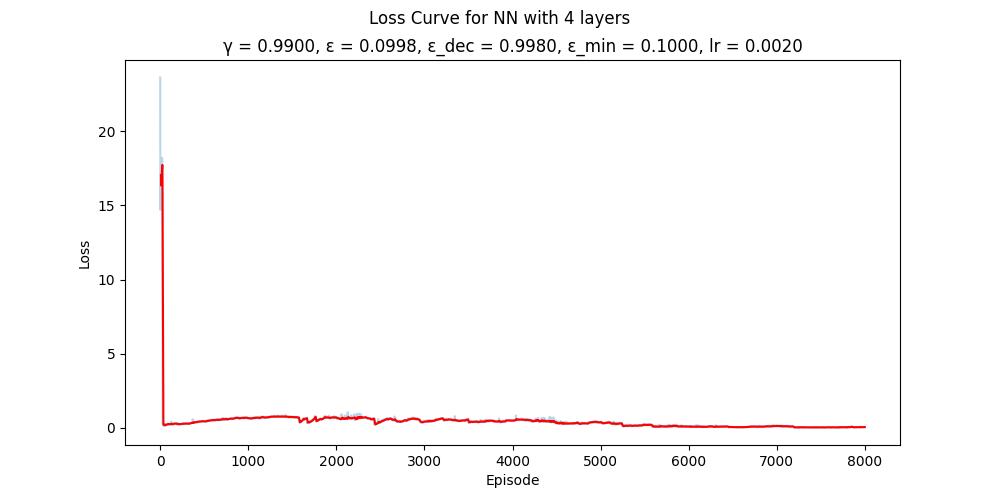 Loss Curve for NN with 4 layers
γ = 0.9900, ε = 0.0998, ε_dec = 0.9980, ε_min = 0.1000, lr = 0.0020
Loss
20
15
10
5
0
0 1000 2000 3000 4000 5000 6000 7000 8000
Episode